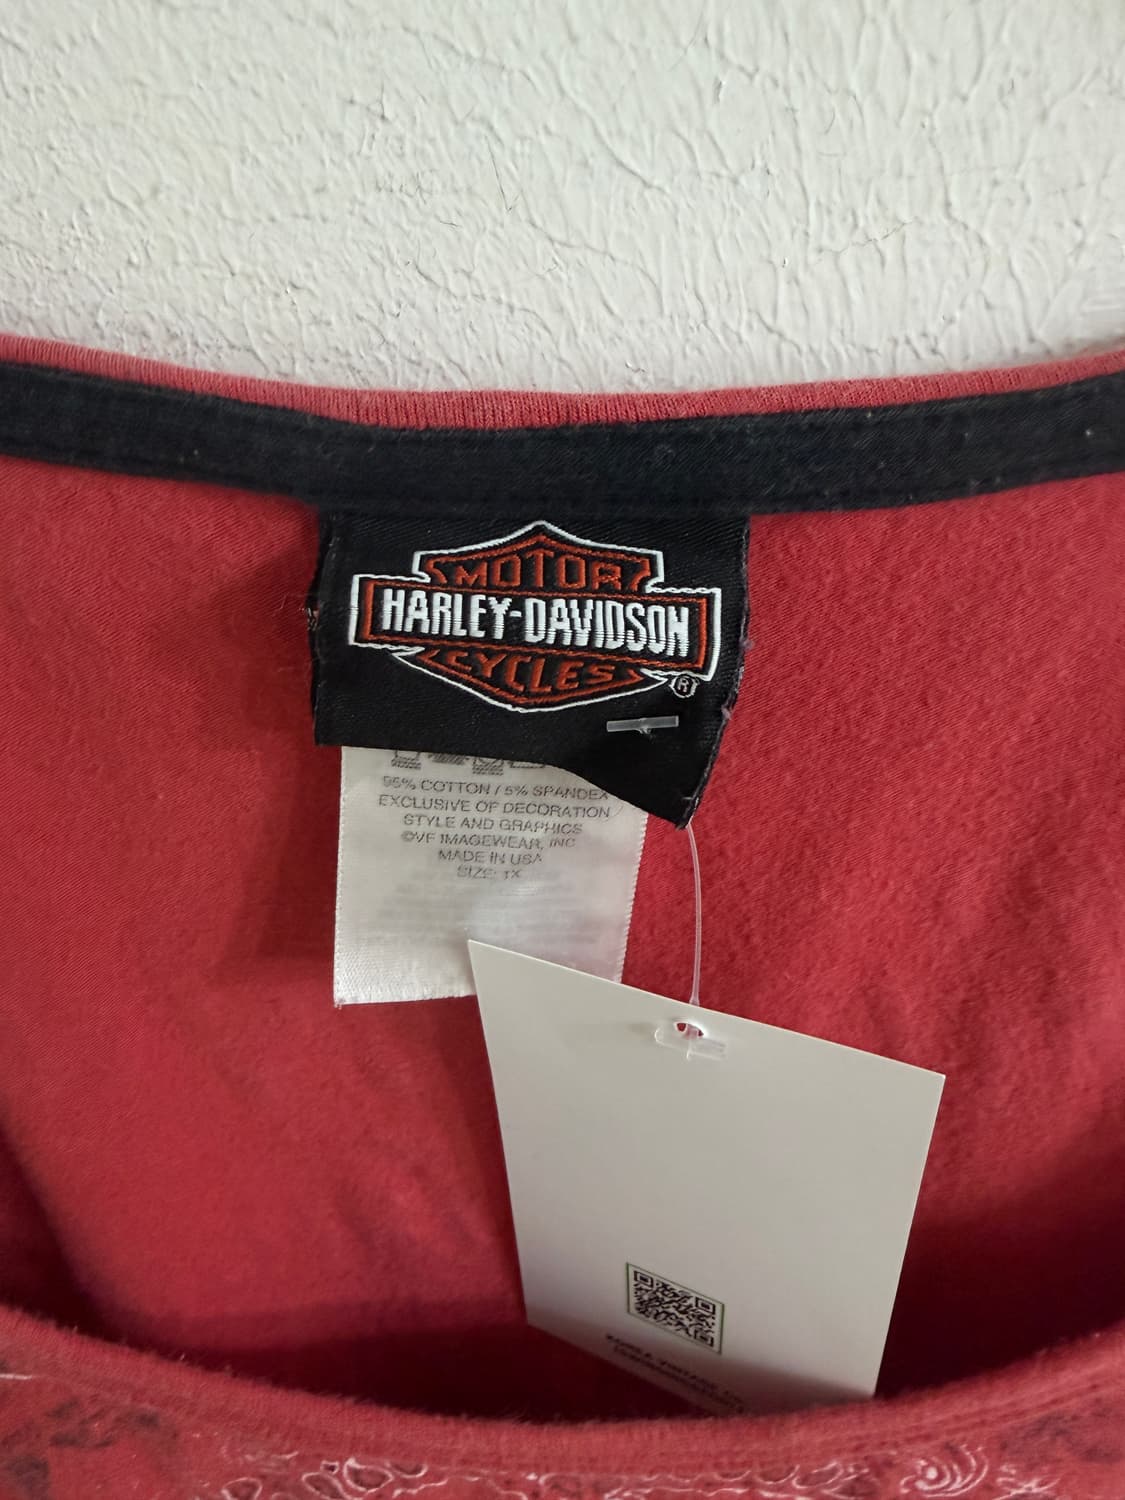 MOTOR
HARLEY-DAVIDSON
CYCLES
®
95% COTTON / 5% SPANDEX
EXCLUSIVE OF DECORATION
STYLE AND GRAPHICS
©VF IMAGEWEAR, INC
MADE IN USA
SIZE: 1X